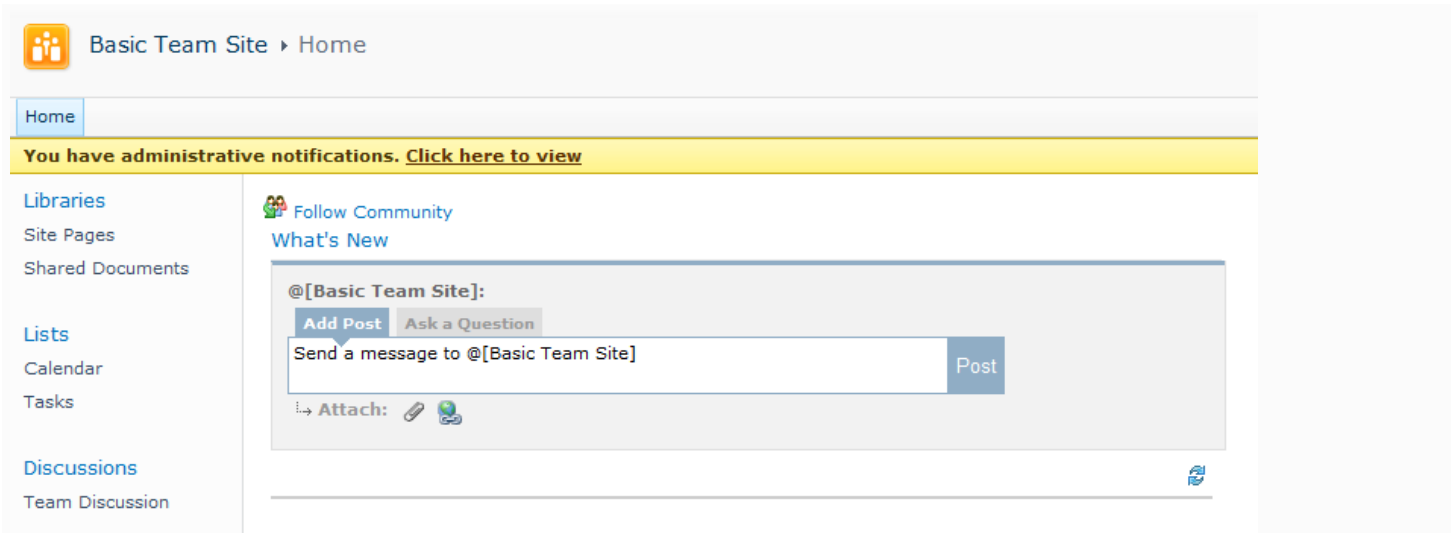 Basic Team Site ▸ Home
Home
You have administrative notifications. Click here to view
Libraries
Site Pages
Shared Documents
Lists
Calendar
Tasks
Discussions
Team Discussion
Follow Community
What's New
@[Basic Team Site]:
Add Post Ask a Question
Send a message to @[Basic Team Site]
Post
Attach: